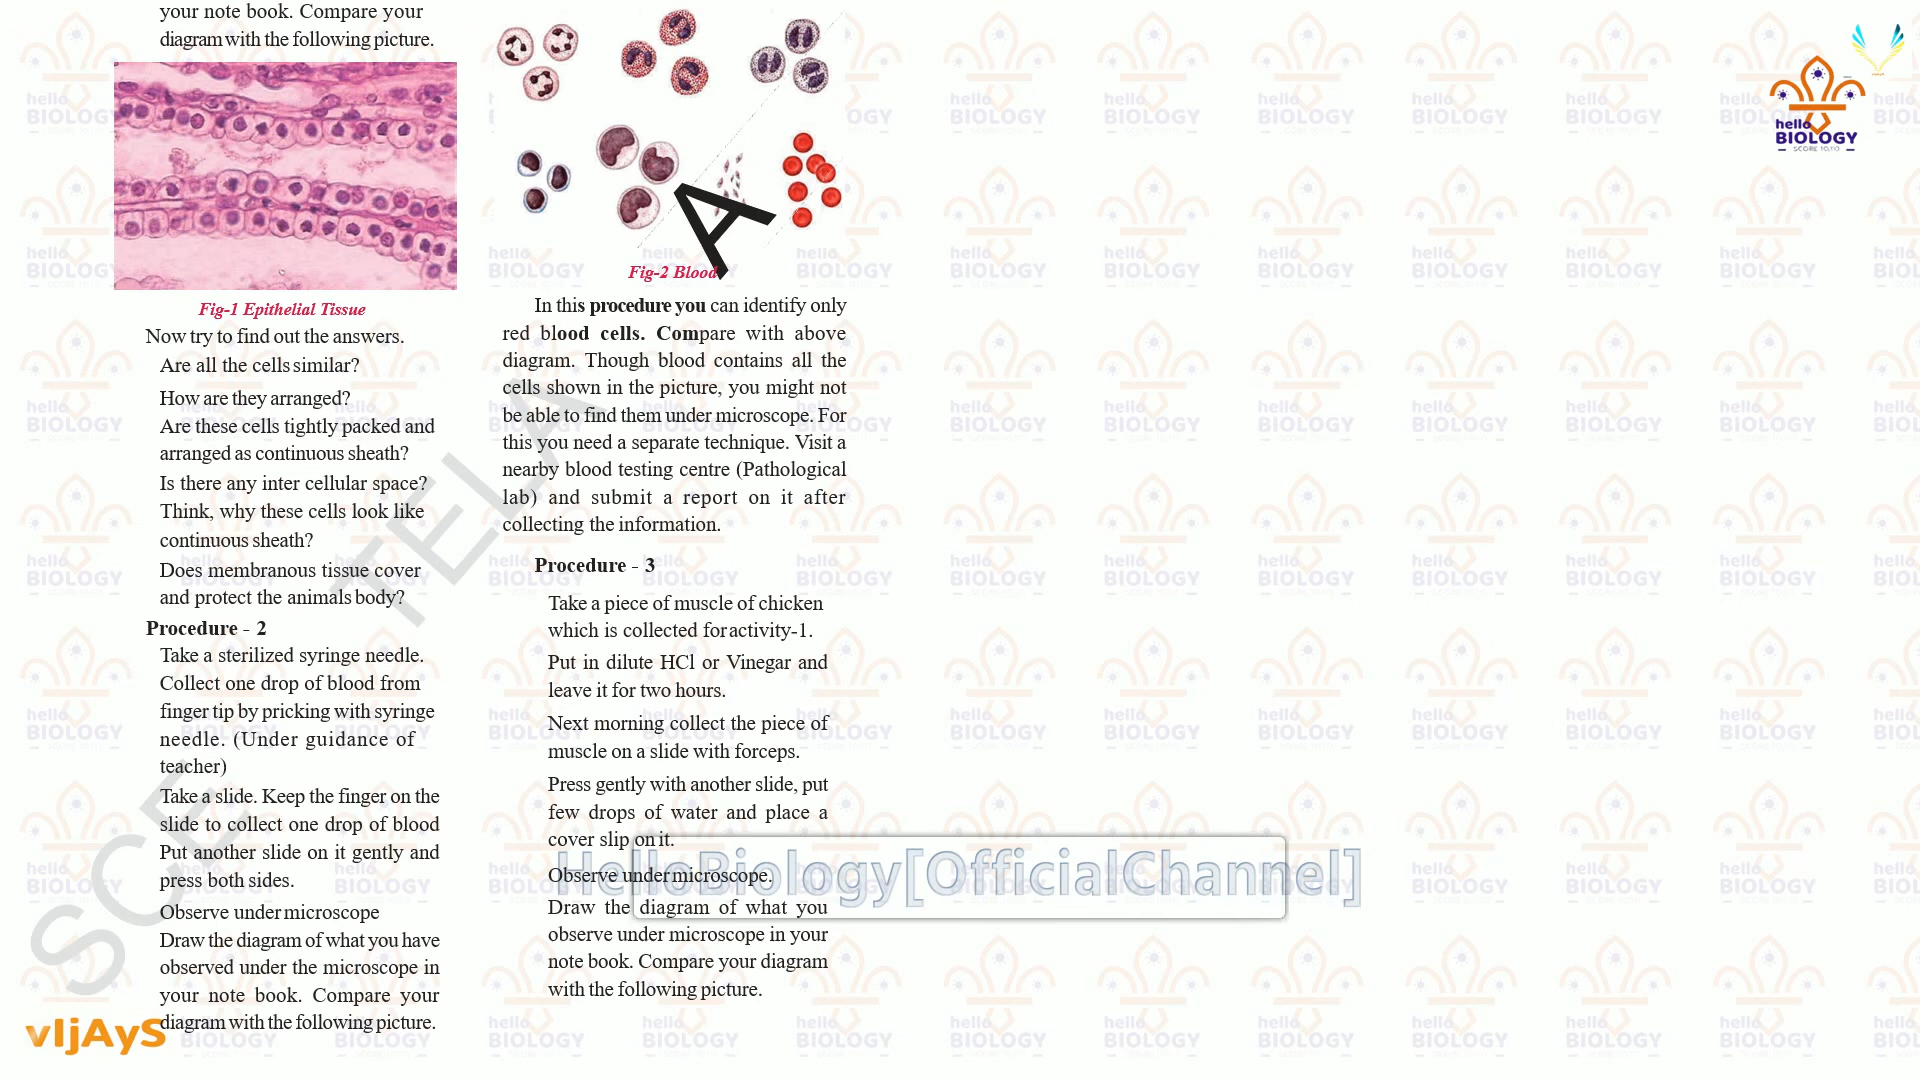 your note book. Compare your
diagram with the following picture.
Fig-1 Epithelial Tissue
Now try to find out the answers.
Are all the cells similar?
How are they arranged?
Are these cells tightly packed and
arranged as continuous sheath?
Is there any inter cellular space?
Think, why these cells look like
continuous sheath?
Does membranous tissue cover
and protect the animals body?
Procedure - 2
Take a sterilized syringe needle.
Collect one drop of blood from
finger tip by pricking with syringe
needle. (Under guidance of
teacher)
Take a slide. Keep the finger on the
slide to collect one drop of blood
Put another slide on it gently and
press both sides.
Observe under microscope
Draw the diagram of what you have
observed under the microscope in
your note book. Compare your
diagram with the following picture.
Fig-2 Blood
In this procedure you can identify only
red blood cells. Compare with above
diagram. Though blood contains all the
cells shown in the picture, you might not
be able to find them under microscope. For
this you need a separate technique. Visit a
nearby blood testing centre (Pathological
lab) and submit a report on it after
collecting the information.
Procedure - 3
Take a piece of muscle of chicken
which is collected for activity-1.
Put in dilute HCl or Vinegar and
leave it for two hours.
Next morning collect the piece of
muscle on a slide with forceps.
Press gently with another slide, put
few drops of water and place a
cover slip on it.
Observe under microscope.
Draw the diagram of what you
observe under microscope in your
note book. Compare your diagram
with the following picture.
SCE TELA
A
HelloBiology[OfficialChannel]
vIjAyS
hello
BIOLOGY